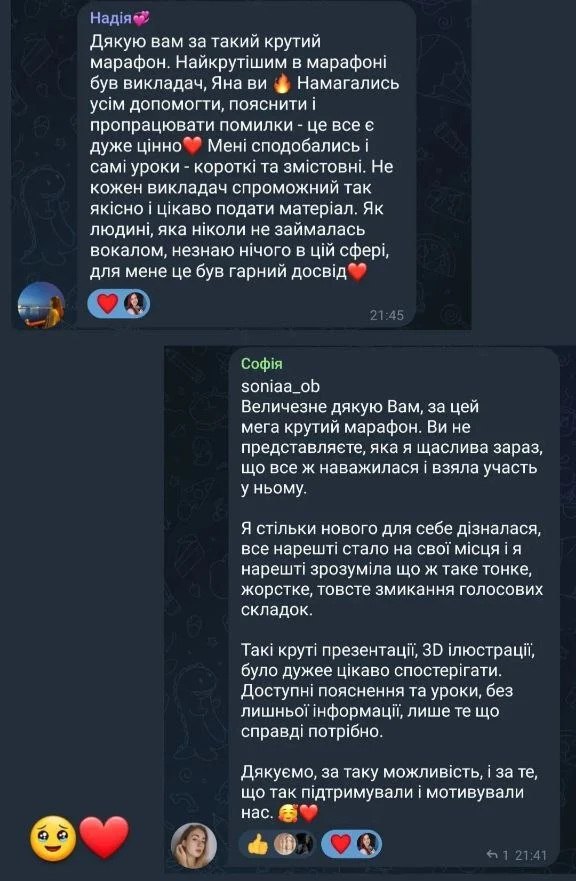 Надія💞
Дякую вам за такий крутий
марафон. Найкрутішим в марафоні
був викладач, Яна ви 🔥 Намагались
усім допомогти, пояснити і
пропрацювати помилки - це все є
дуже цінно❤️ Мені сподобались і
самі уроки - короткі та змістовні. Не
кожен викладач спроможний так
якісно і цікаво подати матеріал. Як
людині, яка ніколи не займалась
вокалом, незнаю нічого в цій сфері,
для мене це був гарний досвід❤️
21:45
Софія
soniaa_ob
Величезне дякую Вам, за цей
мега крутий марафон. Ви не
представляєте, яка я щаслива зараз,
що все ж наважилася і взяла участь
у ньому.
Я стільки нового для себе дізналася,
все нарешті стало на свої місця і я
нарешті зрозуміла що ж таке тонке,
жорстке, товсте змикання голосових
складок.
Такі круті презентації, 3D ілюстрації,
було дужее цікаво спостерігати.
Доступні пояснення та уроки, без
лишньої інформації, лише те що
справді потрібно.
Дякуємо, за таку можливість, і за те,
що так підтримували і мотивували
нас. 🥰❤️
1 21:41